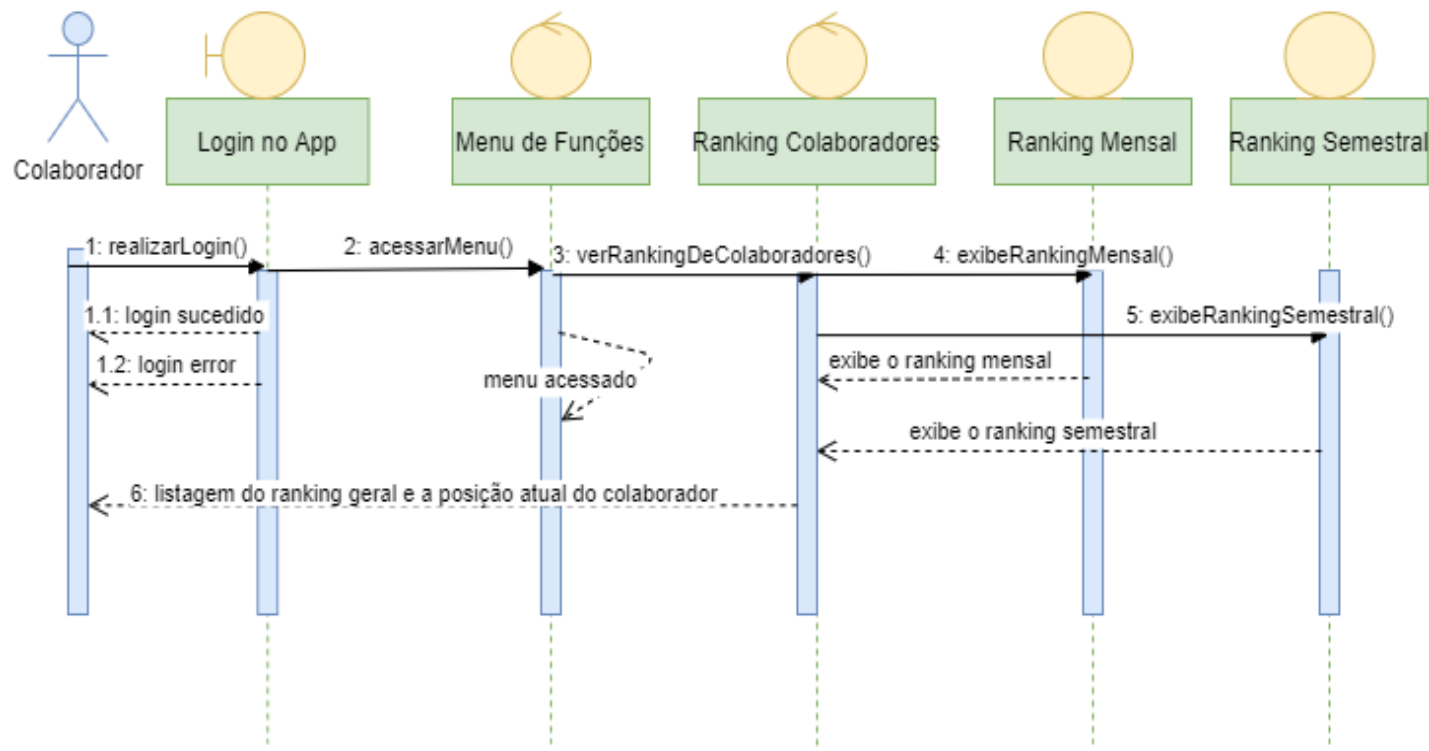 Colaborador
Login no App
Menu de Funções
Ranking Colaboradores
Ranking Mensal
Ranking Semestral
1: realizarLogin()
2: acessarMenu()
3: verRankingDeColaboradores()
4: exibeRankingMensal()
1.1: login sucedido
5: exibeRankingSemestral()
1.2: login error
exibe o ranking mensal
menu acessado
exibe o ranking semestral
6: listagem do ranking geral e a posição atual do colaborador